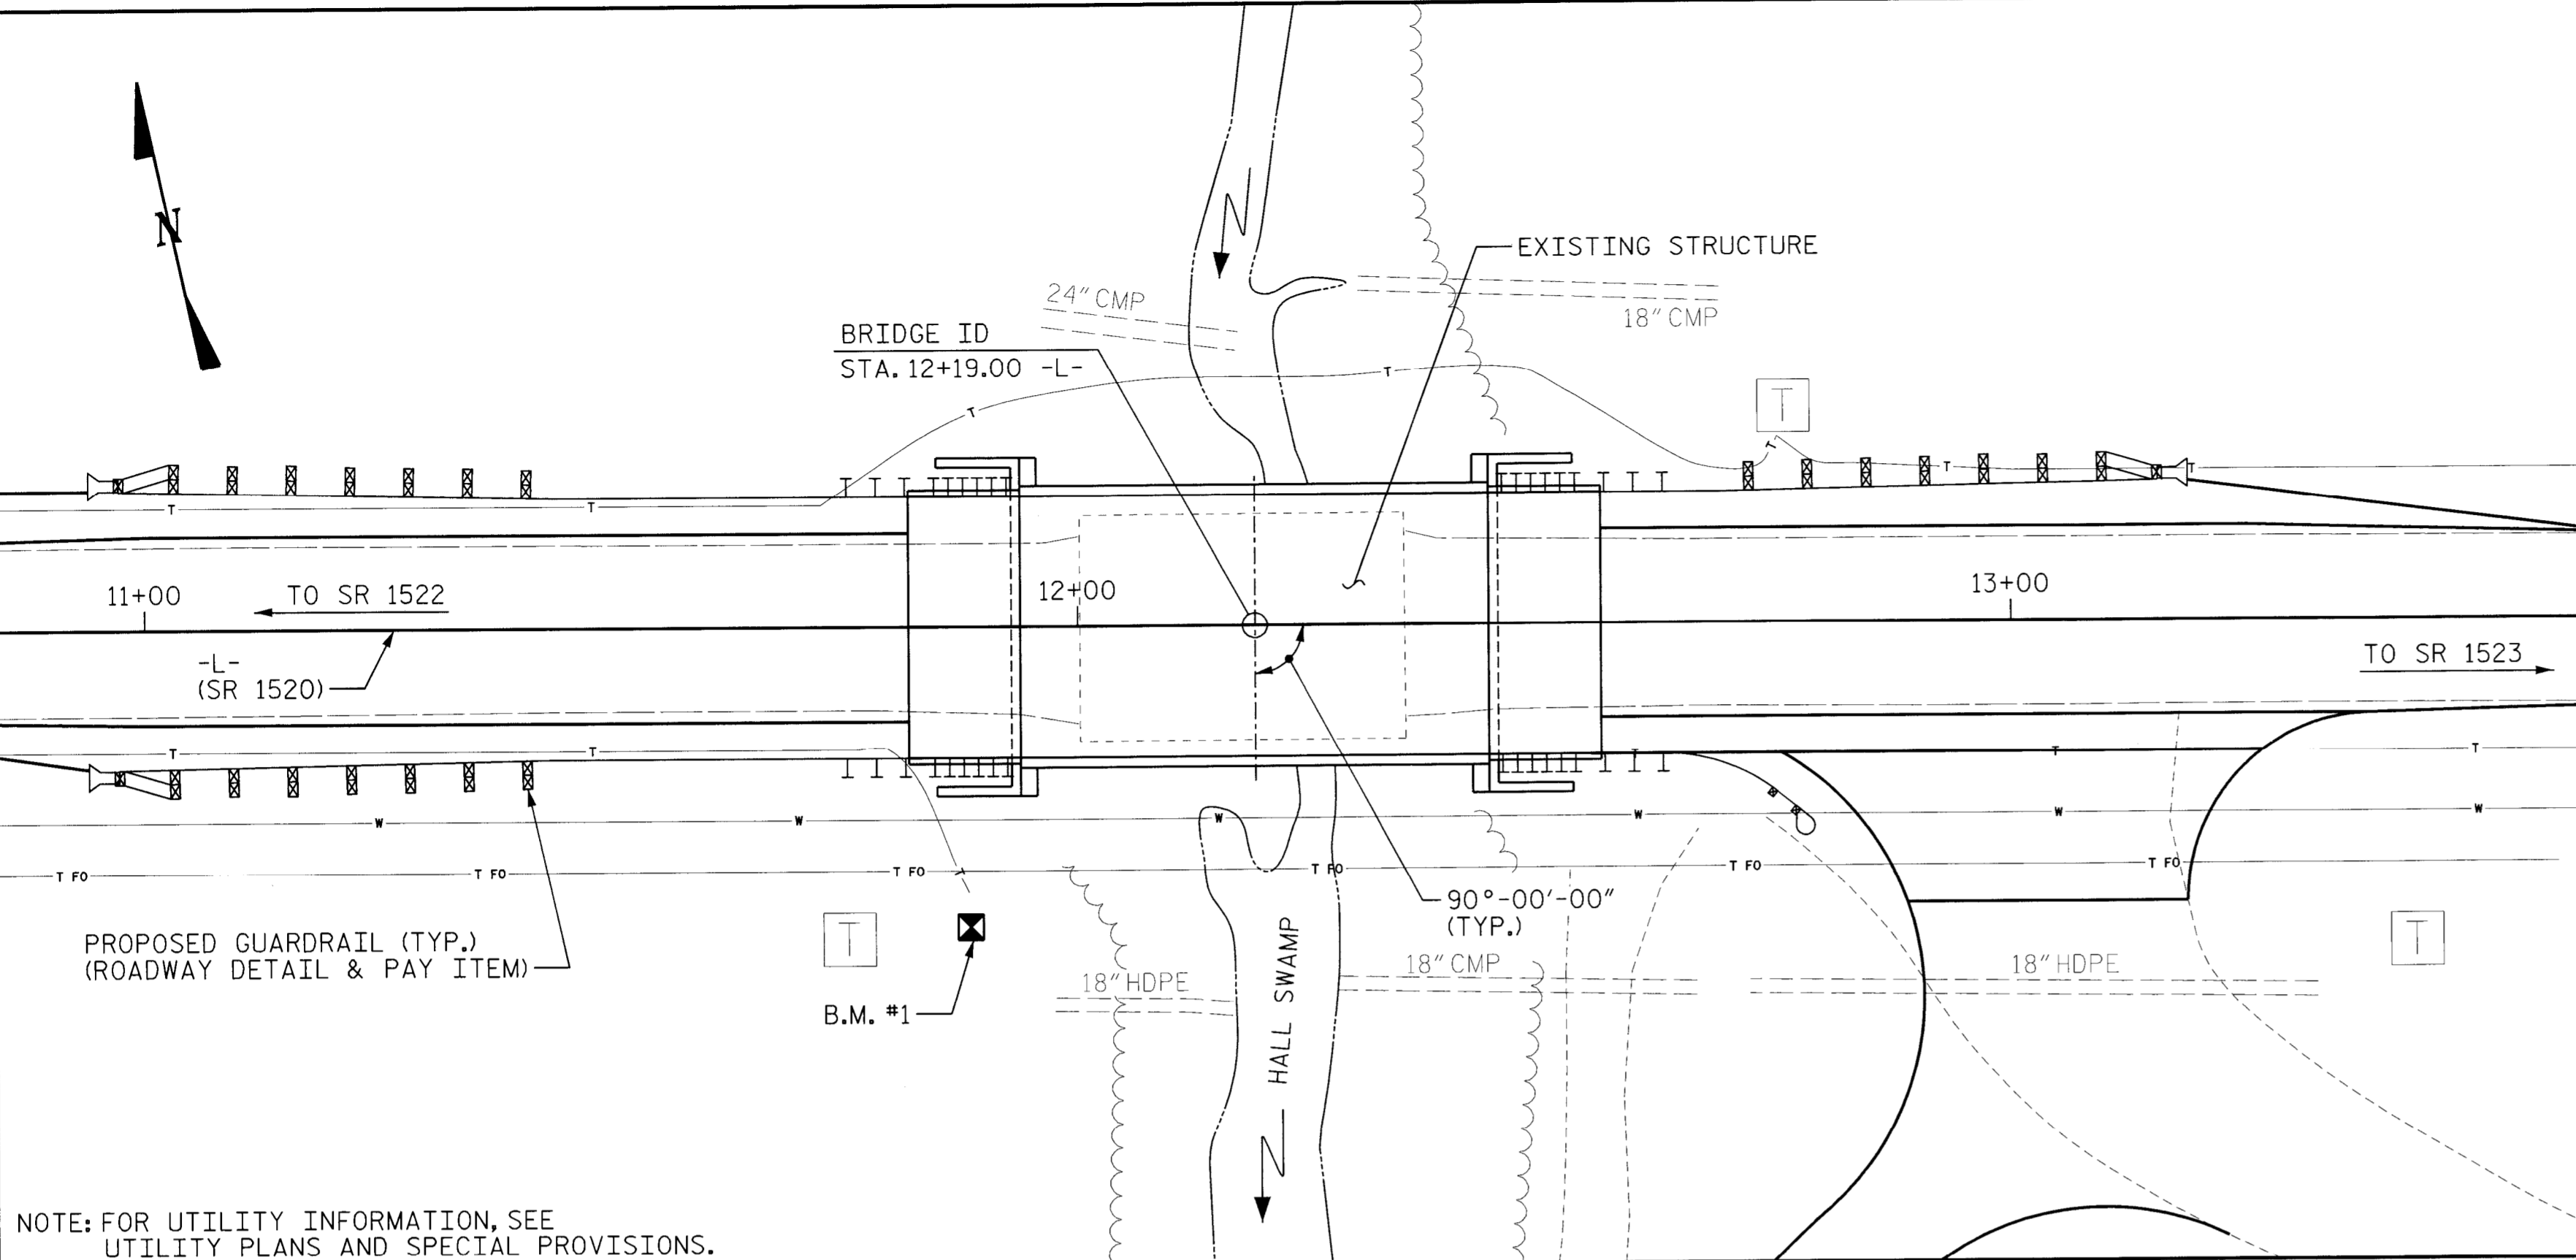 N
EXISTING STRUCTURE
24" CMP
18" CMP
BRIDGE ID
STA. 12+19.00 -L-
T
T
T
T
T
T
T
T
T
11+00
TO SR 1522
12+00
13+00
-L-
(SR 1520)
TO SR 1523
T
T
T
T
T
W
W
W
W
W
W
T FO
T FO
T FO
T FO
T FO
T FO
90°-00'-00"
(TYP.)
PROPOSED GUARDRAIL (TYP.)
(ROADWAY DETAIL & PAY ITEM)
T
T
B.M. #1
18" HDPE
HALL SWAMP
18" CMP
18" HDPE
NOTE: FOR UTILITY INFORMATION, SEE
UTILITY PLANS AND SPECIAL PROVISIONS.